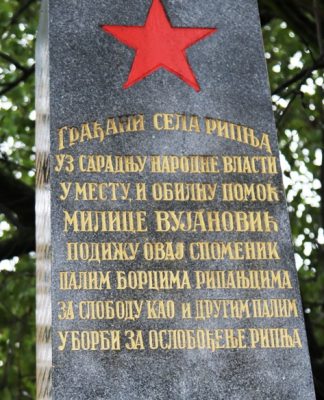 Грађани села Рипња
уз сарадњу народне власти
у месту, и обилну помоћ
Милице Вујановић
подижу овај споменик
палим борцима Рипањцима
за слободу као и другим палим
у борби за ослобођење Рипња